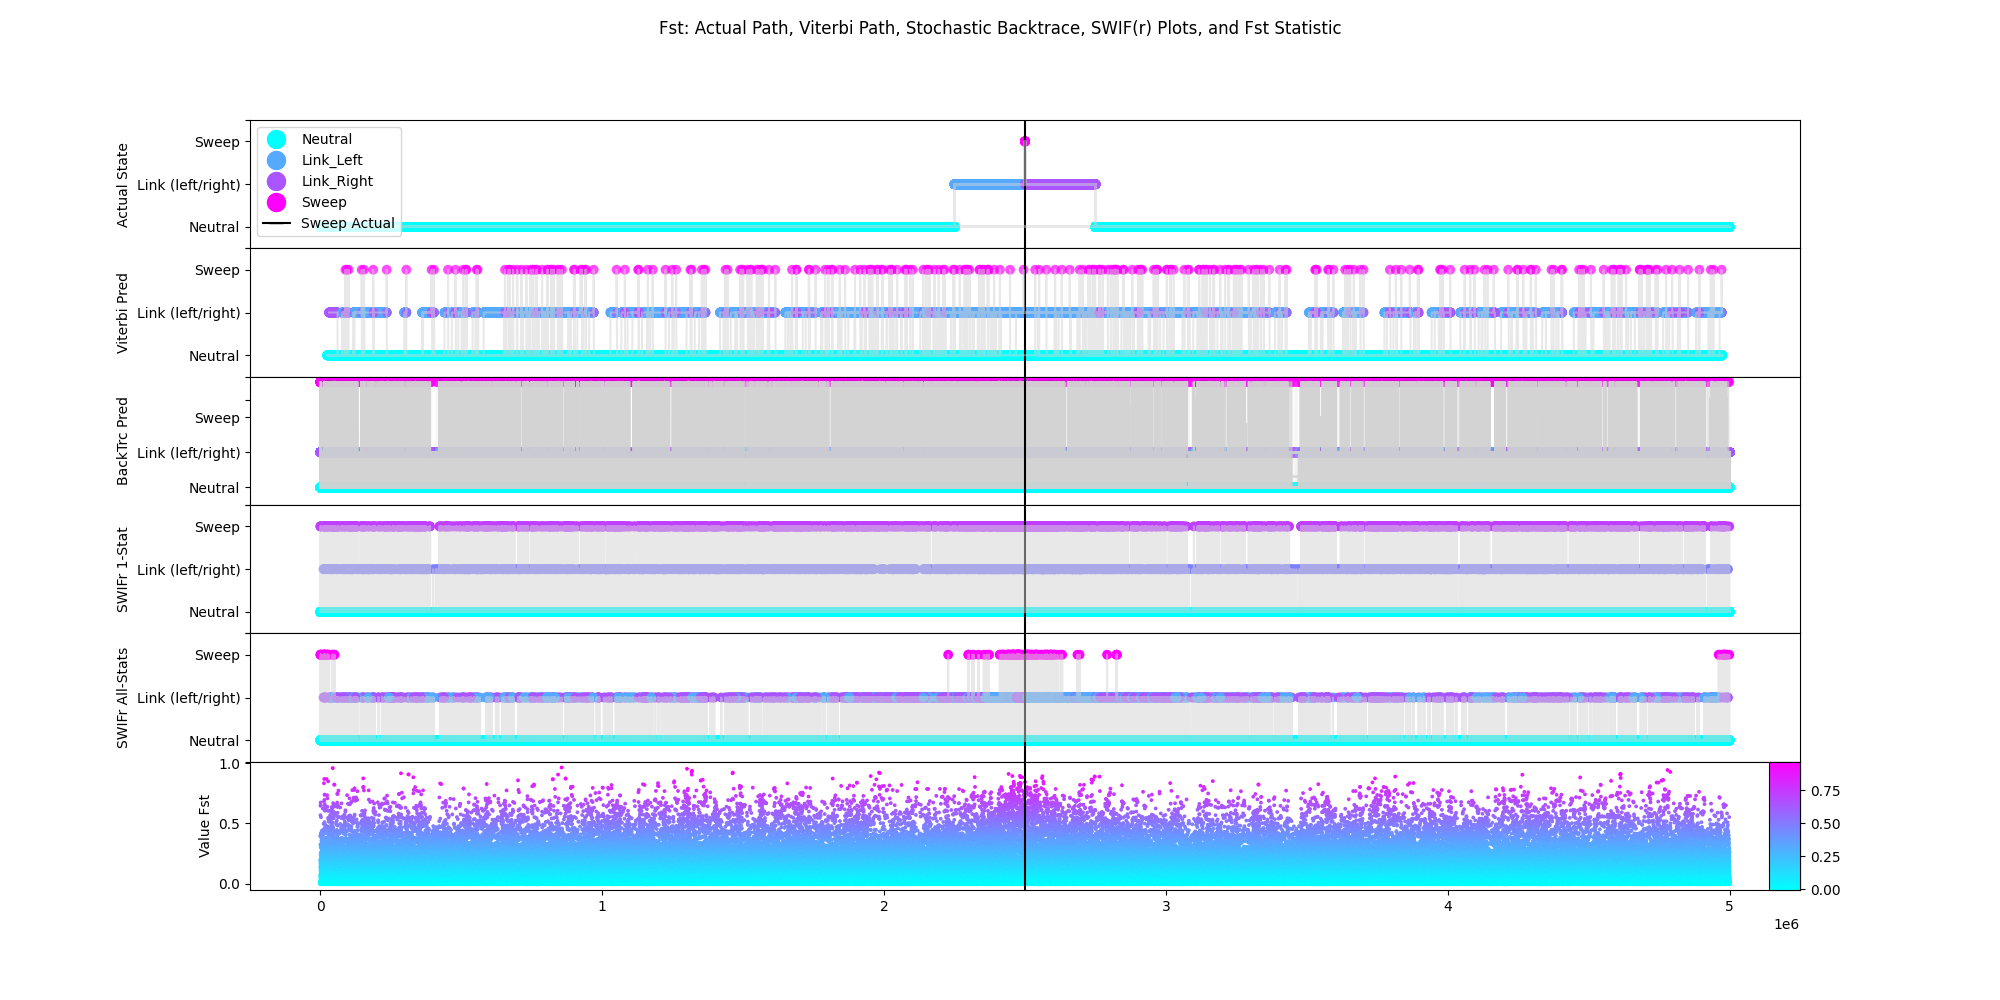 Fst: Actual Path, Viterbi Path, Stochastic Backtrace, SWIF(r) Plots, and Fst Statistic
Actual State
Sweep
Link (left/right)
Neutral
Neutral
Link_Left
Link_Right
Sweep
Sweep Actual
Viterbi Pred
Sweep
Link (left/right)
Neutral
BackTrc Pred
Sweep
Link (left/right)
Neutral
SWIFr 1-Stat
Sweep
Link (left/right)
Neutral
SWIFr All-Stats
Sweep
Link (left/right)
Neutral
Value Fst
1.0
0.5
0.0
0.75
0.50
0.25
0.00
0 1 2 3 4 5
1e6